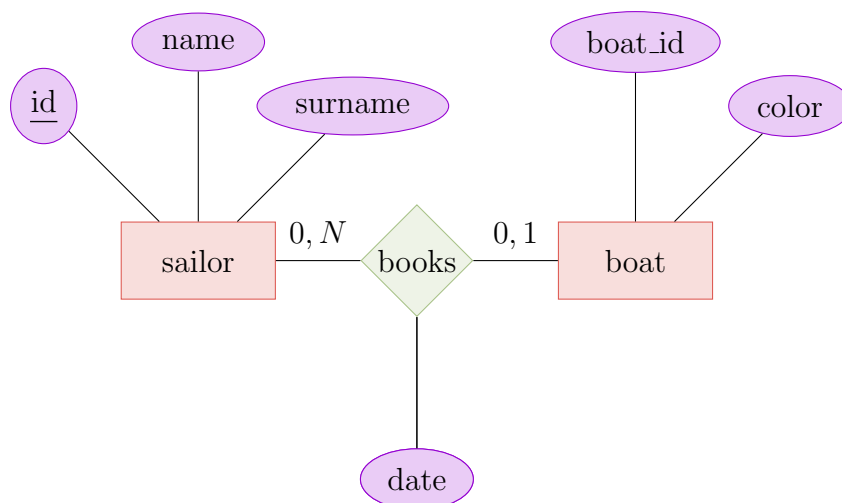 name
boat_id
id
surname
color
0, N
0, 1
sailor
books
boat
date